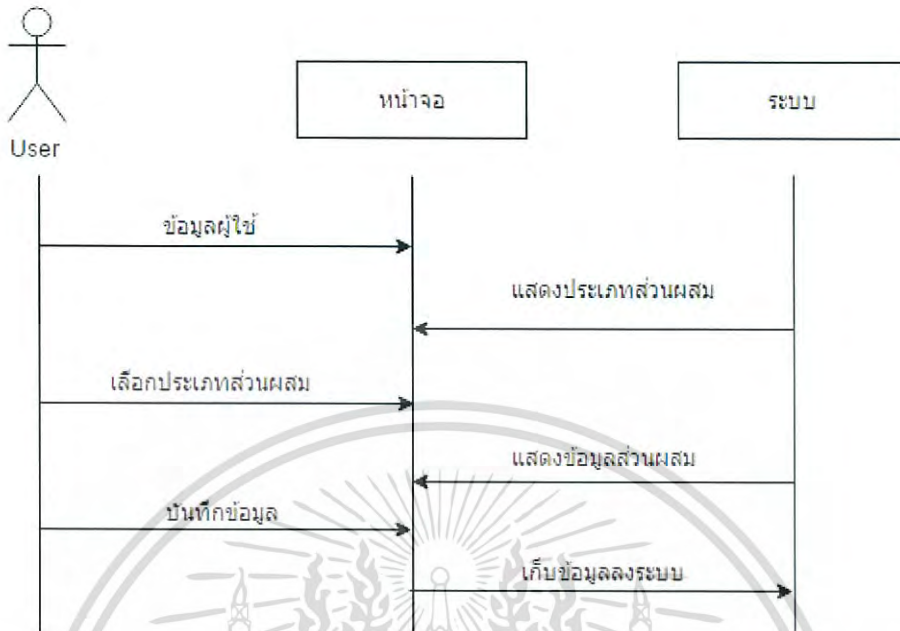 หน้าจอ
ระบบ
User
ข้อมูลผู้ใช้
แสดงประเภทส่วนผสม
เลือกประเภทส่วนผสม
แสดงข้อมูลส่วนผสม
บันทึกข้อมูล
เก็บข้อมูลลงระบบ